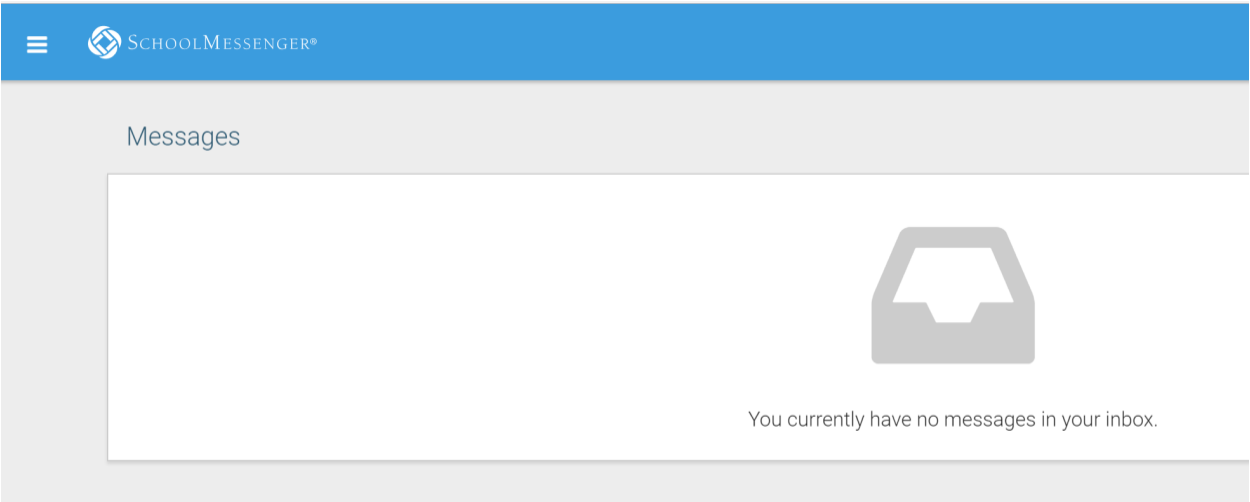 SCHOOLMESSENGER®
Messages
You currently have no messages in your inbox.